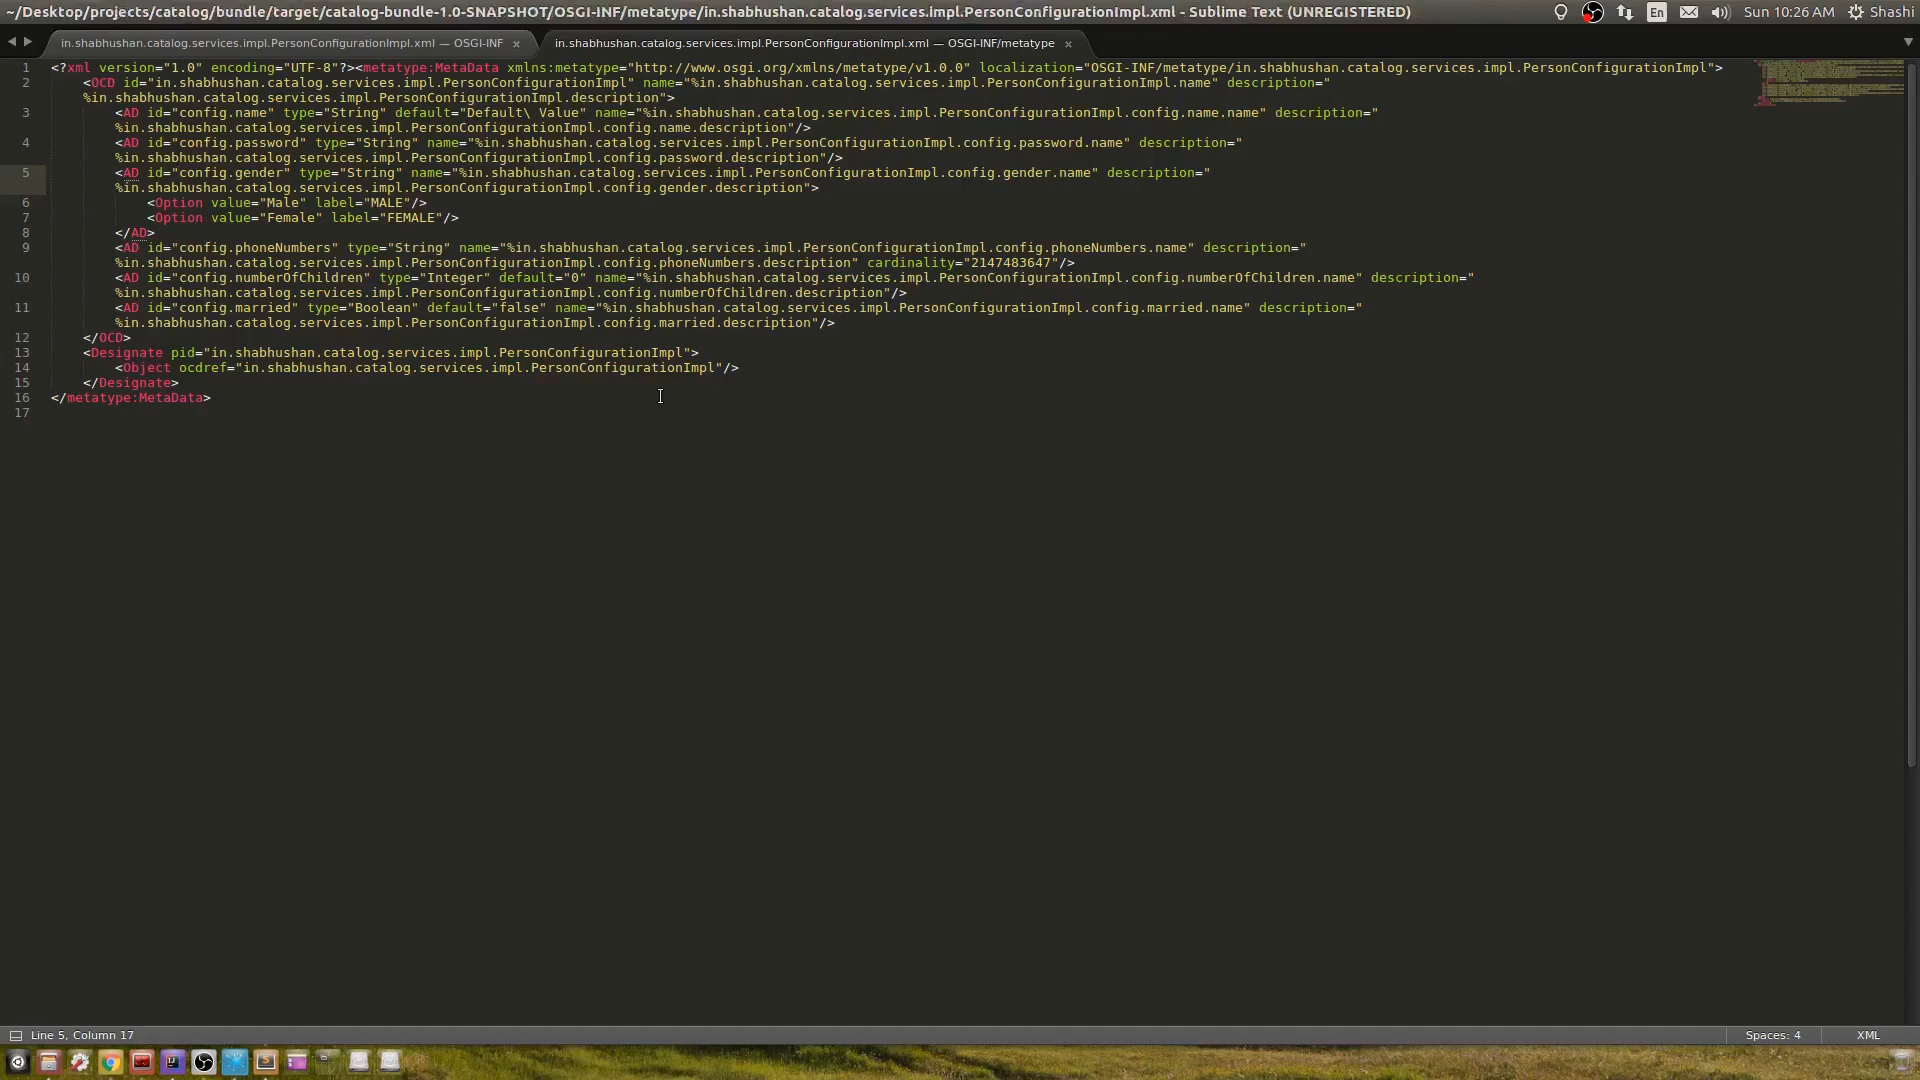 ~/Desktop/projects/catalog/bundle/target/catalog-bundle-1.0-SNAPSHOT/OSGI-INF/metatype/in.shabhushan.catalog.services.impl.PersonConfigurationImpl.xml - Sublime Text (UNREGISTERED) En Sun 10:26 AM Shashi
in.shabhushan.catalog.services.impl.PersonConfigurationImpl.xml — OSGI-INF × in.shabhushan.catalog.services.impl.PersonConfigurationImpl.xml — OSGI-INF/metatype ×
1 <?xml version="1.0" encoding="UTF-8"?><metatype:MetaData xmlns:metatype="http://www.osgi.org/xmlns/metatype/v1.0.0" localization="OSGI-INF/metatype/in.shabhushan.catalog.services.impl.PersonConfigurationImpl">
2 <OCD id="in.shabhushan.catalog.services.impl.PersonConfigurationImpl" name="%in.shabhushan.catalog.services.impl.PersonConfigurationImpl.name" description="
%in.shabhushan.catalog.services.impl.PersonConfigurationImpl.description">
3 <AD id="config.name" type="String" default="Default\ Value" name="%in.shabhushan.catalog.services.impl.PersonConfigurationImpl.config.name.name" description="
%in.shabhushan.catalog.services.impl.PersonConfigurationImpl.config.name.description"/>
4 <AD id="config.password" type="String" name="%in.shabhushan.catalog.services.impl.PersonConfigurationImpl.config.password.name" description="
%in.shabhushan.catalog.services.impl.PersonConfigurationImpl.config.password.description"/>
5 <AD id="config.gender" type="String" name="%in.shabhushan.catalog.services.impl.PersonConfigurationImpl.config.gender.name" description="
%in.shabhushan.catalog.services.impl.PersonConfigurationImpl.config.gender.description">
6 <Option value="Male" label="MALE"/>
7 <Option value="Female" label="FEMALE"/>
8 </AD>
9 <AD id="config.phoneNumbers" type="String" name="%in.shabhushan.catalog.services.impl.PersonConfigurationImpl.config.phoneNumbers.name" description="
%in.shabhushan.catalog.services.impl.PersonConfigurationImpl.config.phoneNumbers.description" cardinality="2147483647"/>
10 <AD id="config.numberOfChildren" type="Integer" default="0" name="%in.shabhushan.catalog.services.impl.PersonConfigurationImpl.config.numberOfChildren.name" description="
%in.shabhushan.catalog.services.impl.PersonConfigurationImpl.config.numberOfChildren.description"/>
11 <AD id="config.married" type="Boolean" default="false" name="%in.shabhushan.catalog.services.impl.PersonConfigurationImpl.config.married.name" description="
%in.shabhushan.catalog.services.impl.PersonConfigurationImpl.config.married.description"/>
12 </OCD>
13 <Designate pid="in.shabhushan.catalog.services.impl.PersonConfigurationImpl">
14 <Object ocdref="in.shabhushan.catalog.services.impl.PersonConfigurationImpl"/>
15 </Designate>
16 </metatype:MetaData>
17
Line 5, Column 17 Spaces: 4 XML